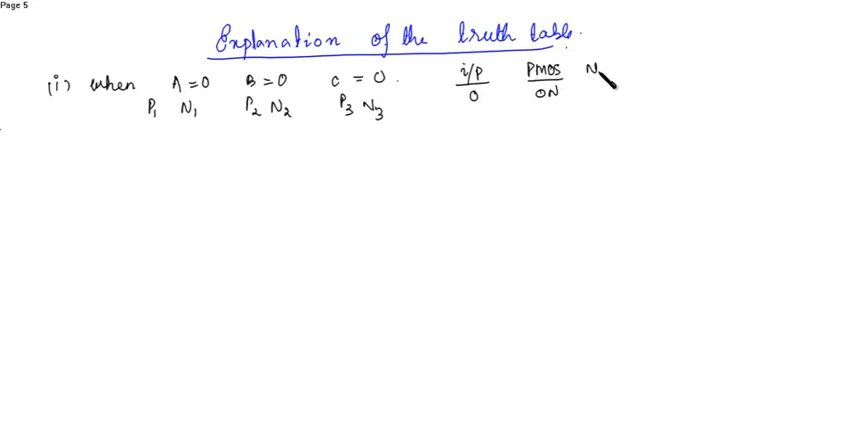 Page 5
Explanation of the truth table.
(i) when A = 0 B = 0 C = 0. i/p PMOS N
P1 N1 P2 N2 P3 N3 0 ON